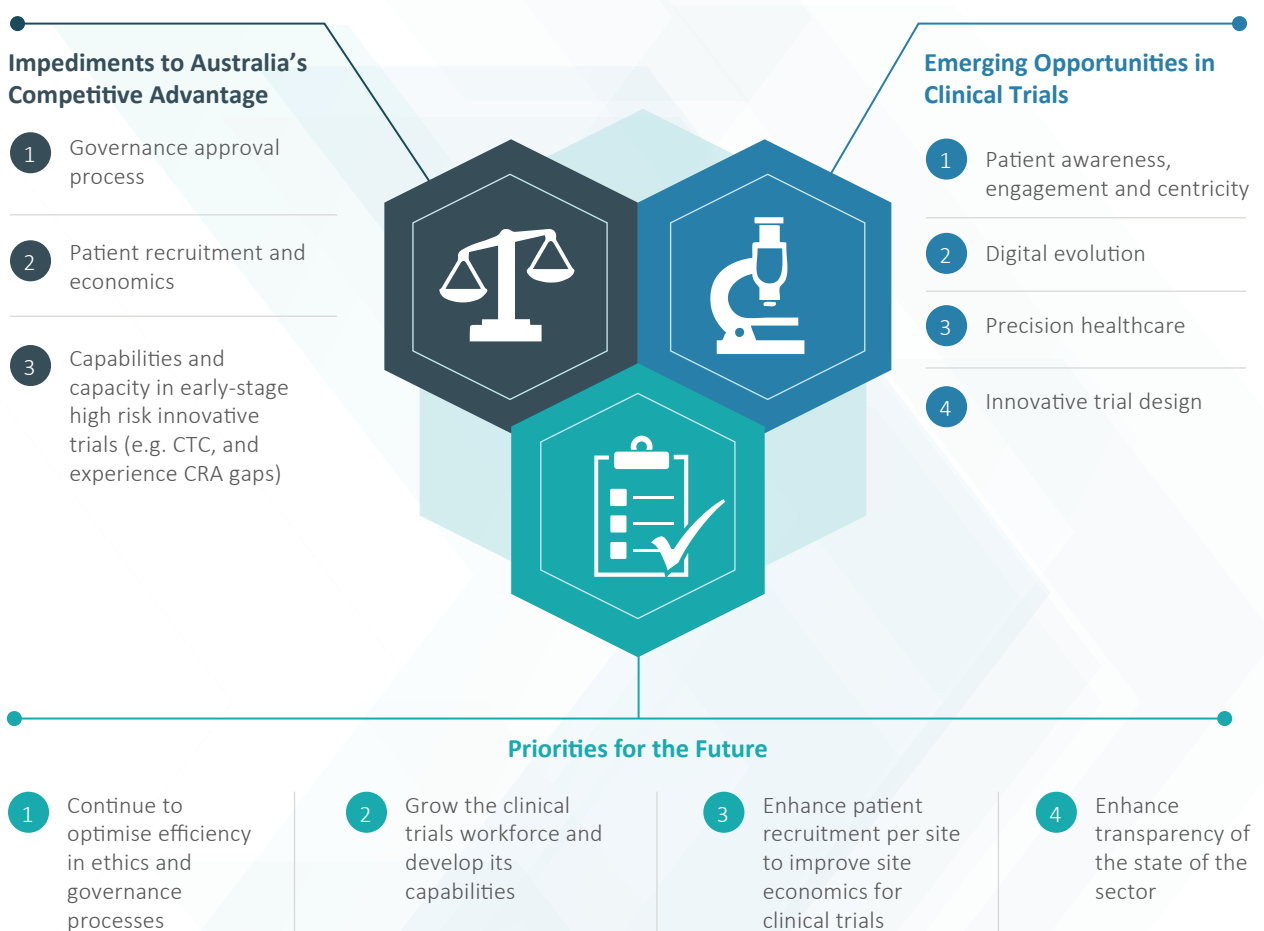 Impediments to Australia’s
Competitive Advantage
1
Governance approval
process
2
Patient recruitment and
economics
3
Capabilities and
capacity in early-stage
high risk innovative
trials (e.g. CTC, and
experience CRA gaps)
Emerging Opportunities in
Clinical Trials
1
Patient awareness,
engagement and centricity
2
Digital evolution
3
Precision healthcare
4
Innovative trial design
Priorities for the Future
1
Continue to
optimise efficiency
in ethics and
governance
processes
2
Grow the clinical
trials workforce and
develop its
capabilities
3
Enhance patient
recruitment per site
to improve site
economics for
clinical trials
4
Enhance
transparency of
the state of the
sector